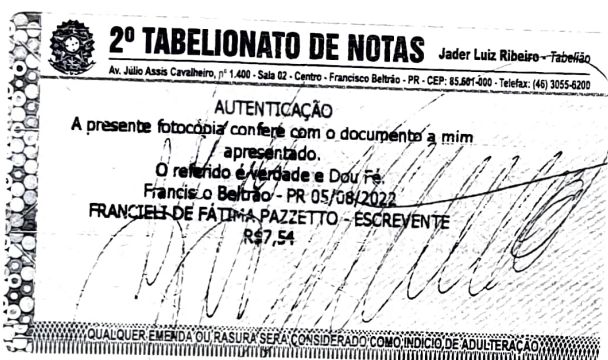 2º TABELIONATO DE NOTAS Jader Luiz Ribeiro - Tabelião
Av. Júlio Assis Cavalheiro, nº 1.400 - Sala 02 - Centro - Francisco Beltrão - PR - CEP: 85.601-000 - Telefax: (46) 3055-6200
AUTENTICAÇÃO
A presente fotocópia confere com o documento a mim
apresentado.
O referido é verdade e Dou Fé
Francisco Beltrão - PR 05/08/2022
FRANCIELI DE FÁTIMA PAZZETTO - ESCREVENTE
R$7,54
QUALQUER EMENDA OU RASURA SERÁ CONSIDERADO COMO INDÍCIO DE ADULTERAÇÃO